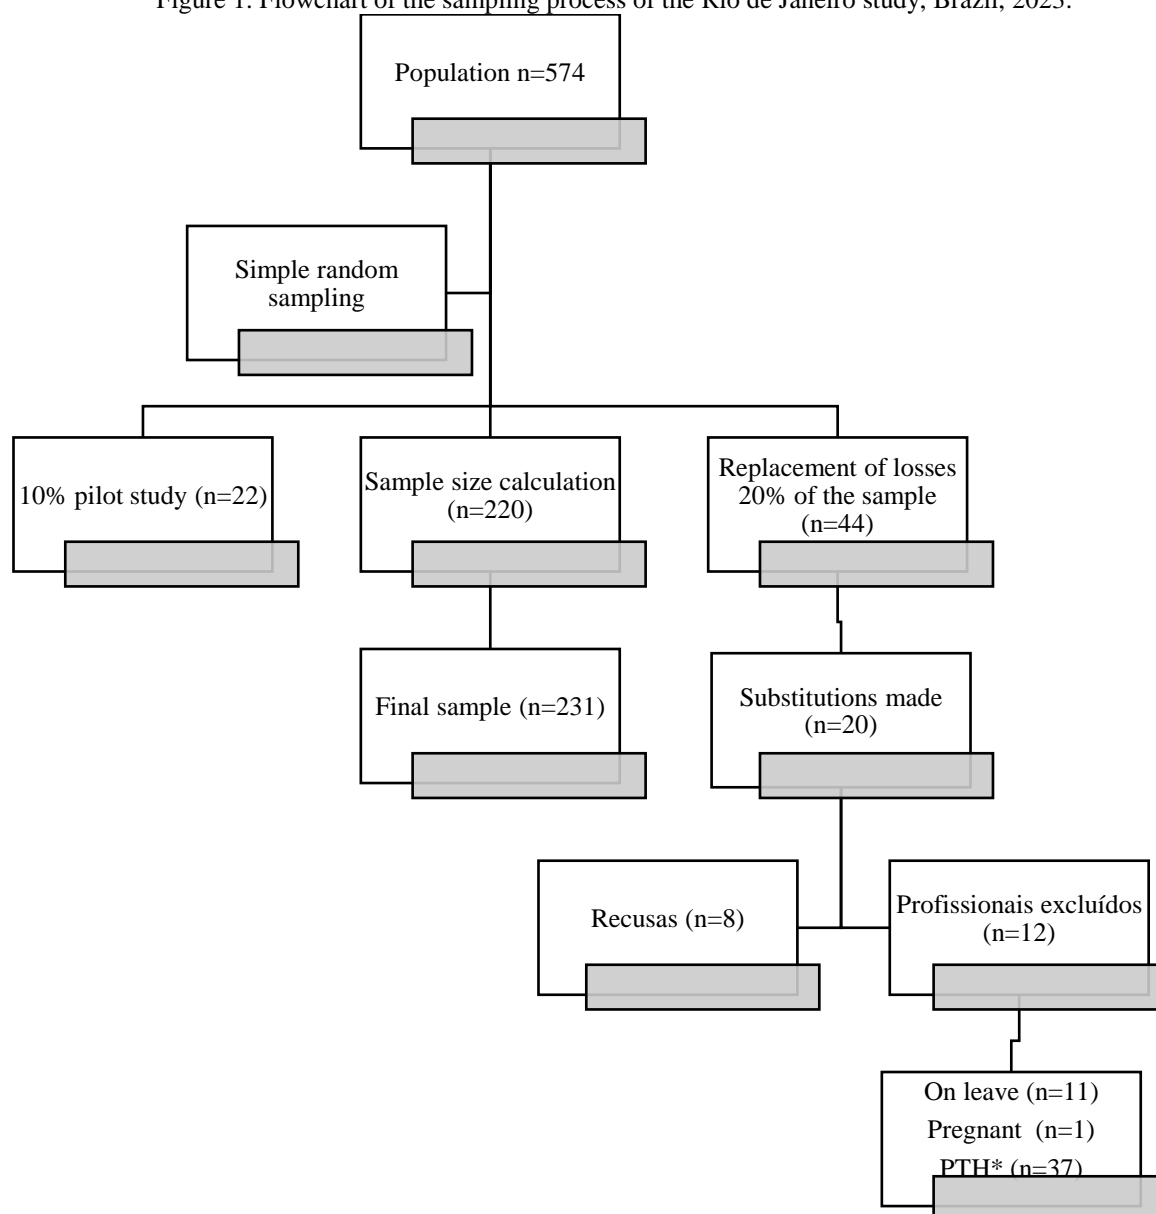 Figure 1. Flowchart of the sampling process of the Rio de Janeiro study, Brazil, 2023.
Population n=574
Simple random
sampling
10% pilot study (n=22)
Sample size calculation
(n=220)
Replacement of losses
20% of the sample
(n=44)
Final sample (n=231)
Substitutions made
(n=20)
Recusas (n=8)
Profissionais excluídos
(n=12)
On leave (n=11)
Pregnant (n=1)
PTH* (n=37)